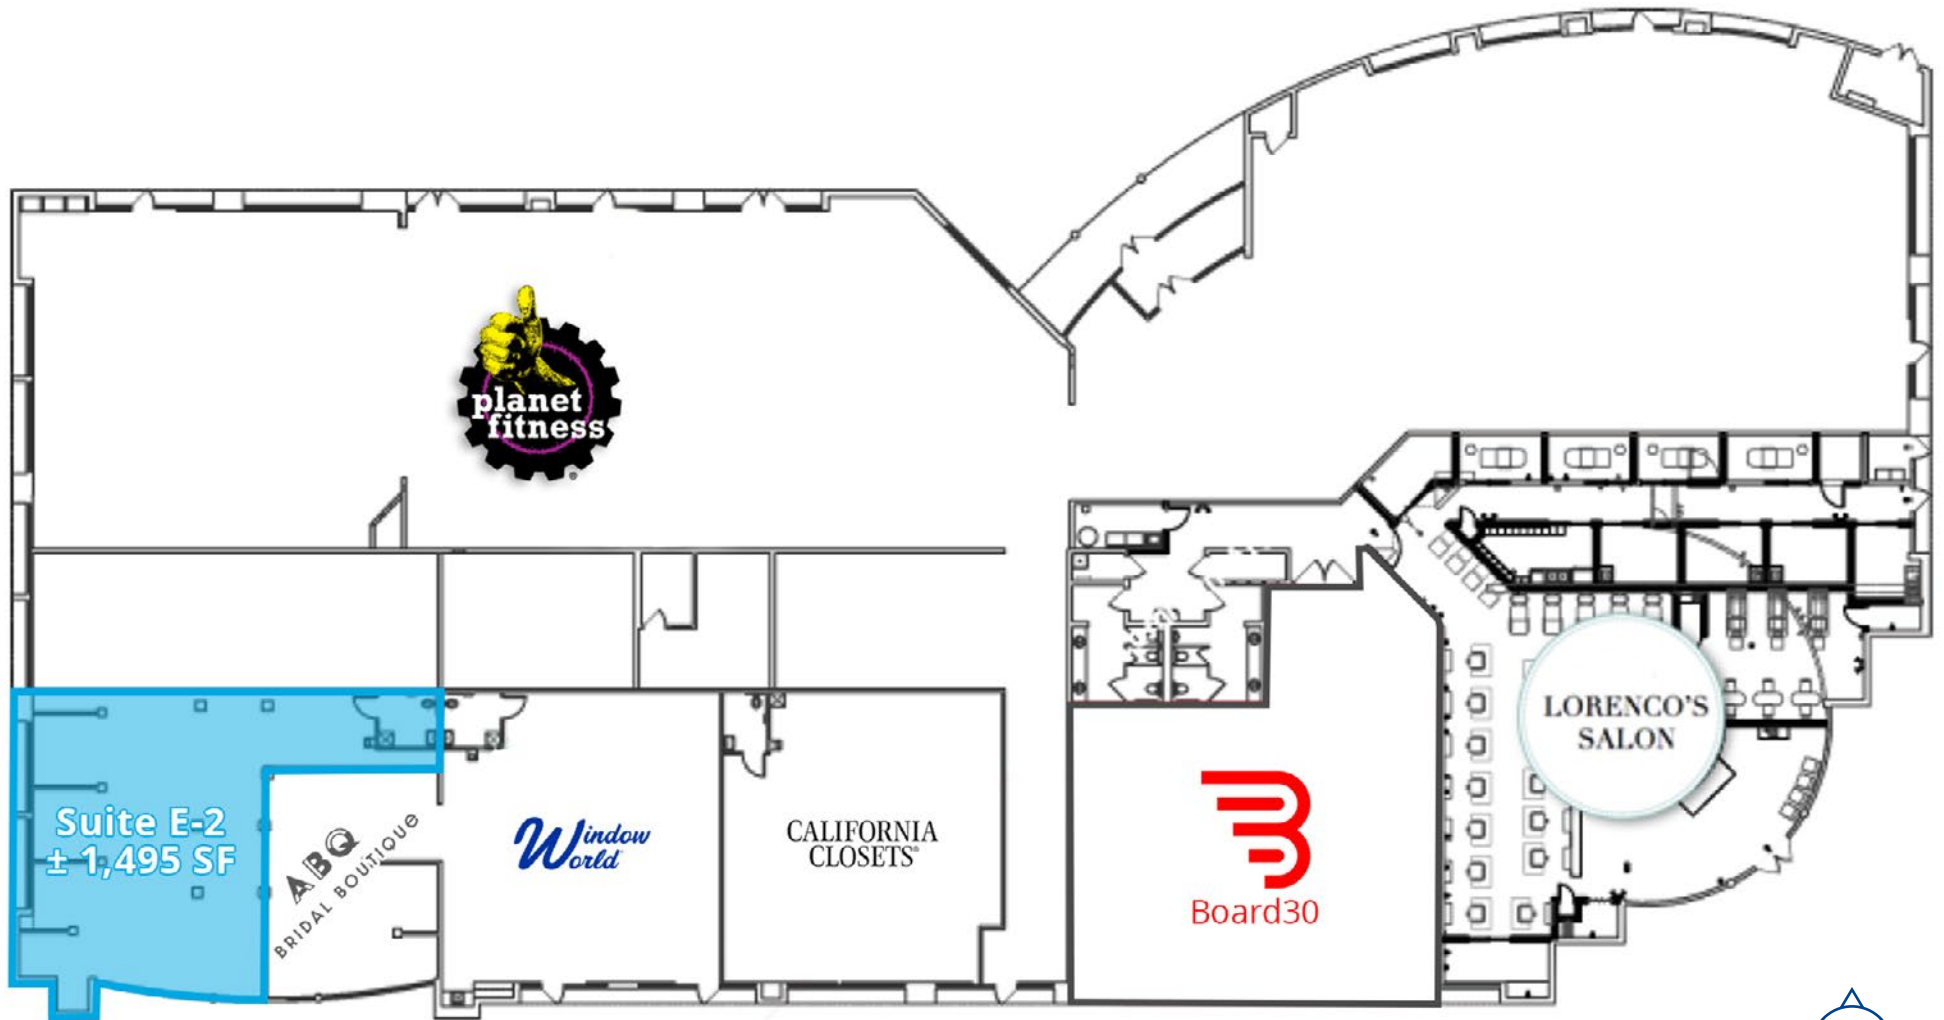 planet
fitness
®
Suite E-2
± 1,495 SF
ABQ
BRIDAL BOUTIQUE
Window
World
CALIFORNIA
CLOSETS®
Board30
LORENCO'S
SALON